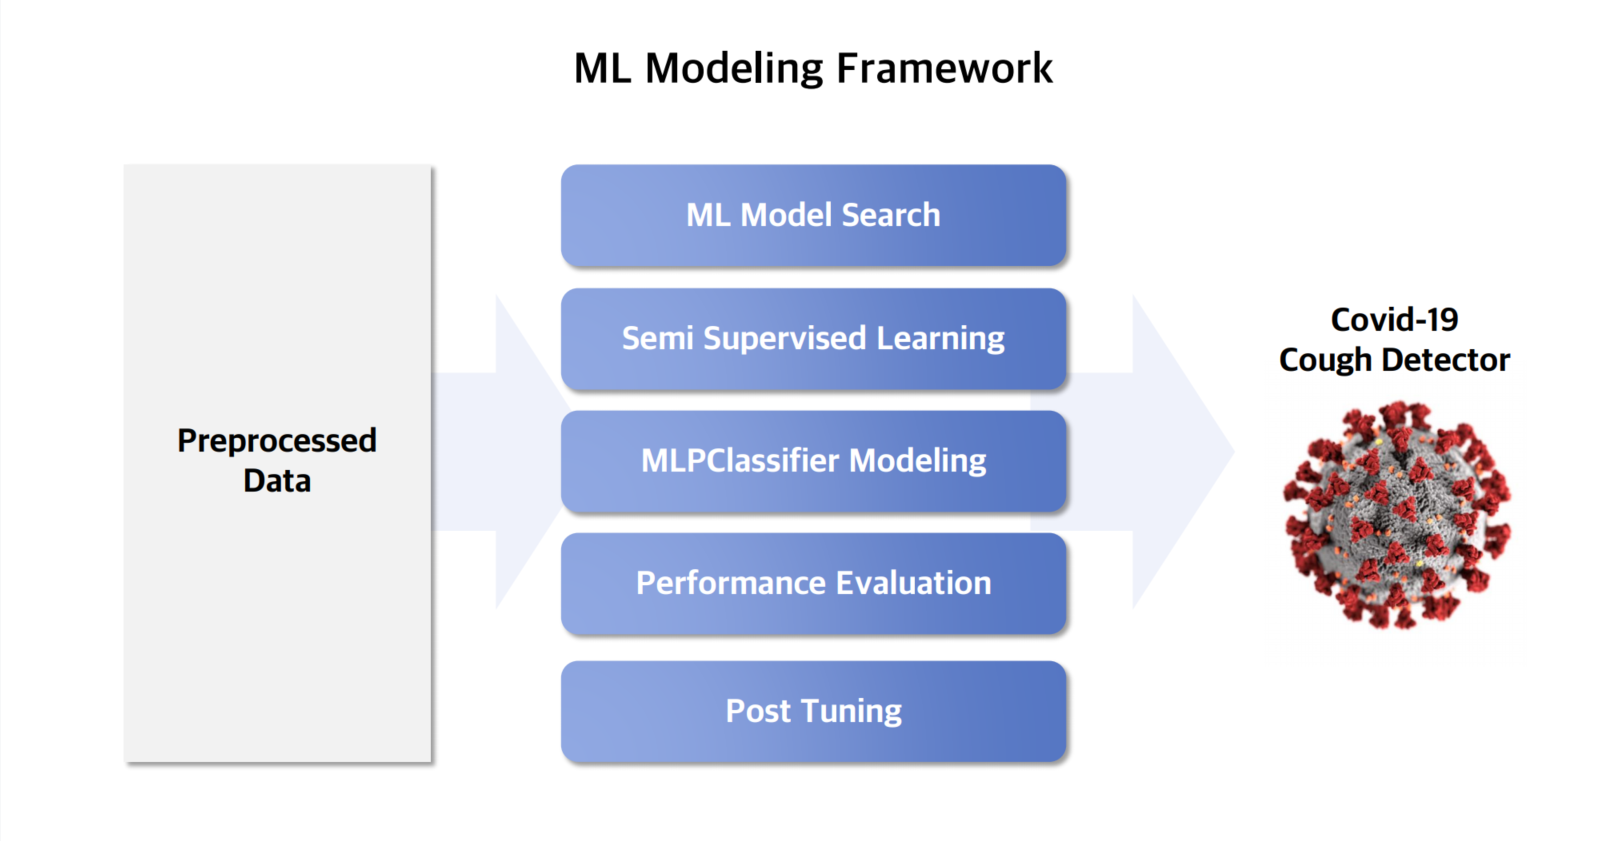 ML Modeling Framework
Preprocessed
Data
ML Model Search
Semi Supervised Learning
MLPClassifier Modeling
Performance Evaluation
Post Tuning
Covid-19
Cough Detector